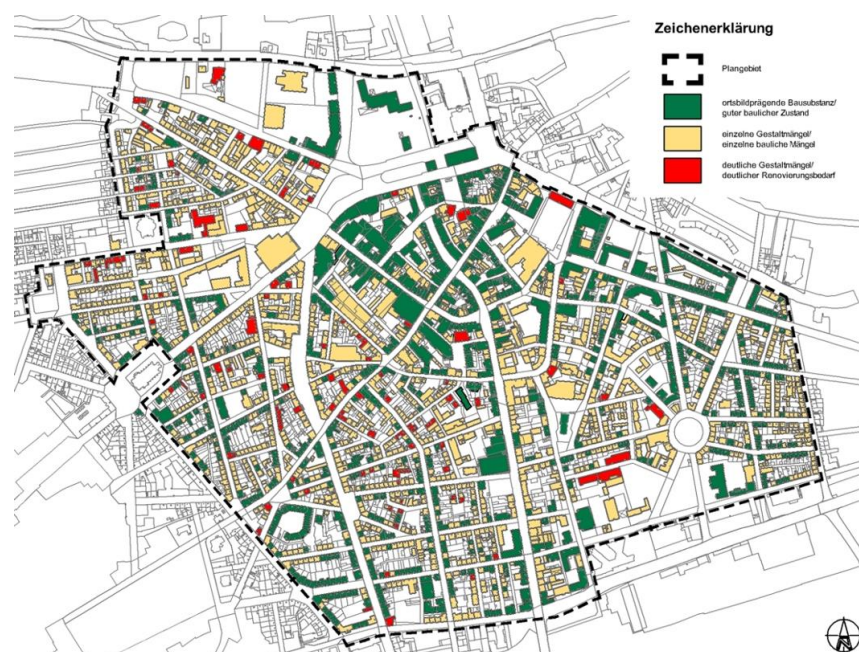 Zeichenerklärung
Plangebiet
ortsbildprägende Bausubstanz/
guter baulicher Zustand
einzelne Gestaltmängel/
einzelne bauliche Mängel
deutliche Gestaltmängel/
deutlicher Renovierungsbedarf